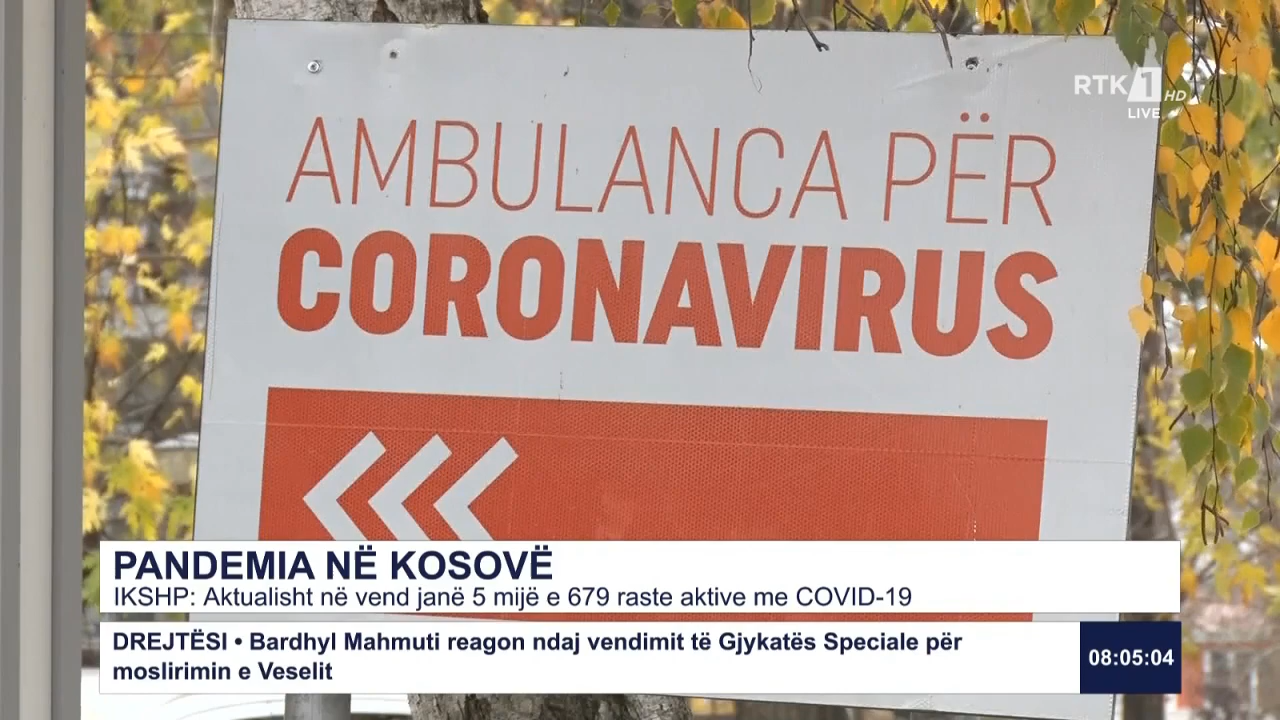 RTK 1 HD
LIVE
AMBULANCA PËR
CORONAVIRUS
PANDEMIA NË KOSOVË
IKSHP: Aktualisht në vend janë 5 mijë e 679 raste aktive me COVID-19
DREJTËSI • Bardhyl Mahmuti reagon ndaj vendimit të Gjykatës Speciale për
moslirimin e Veselit
08:05:04